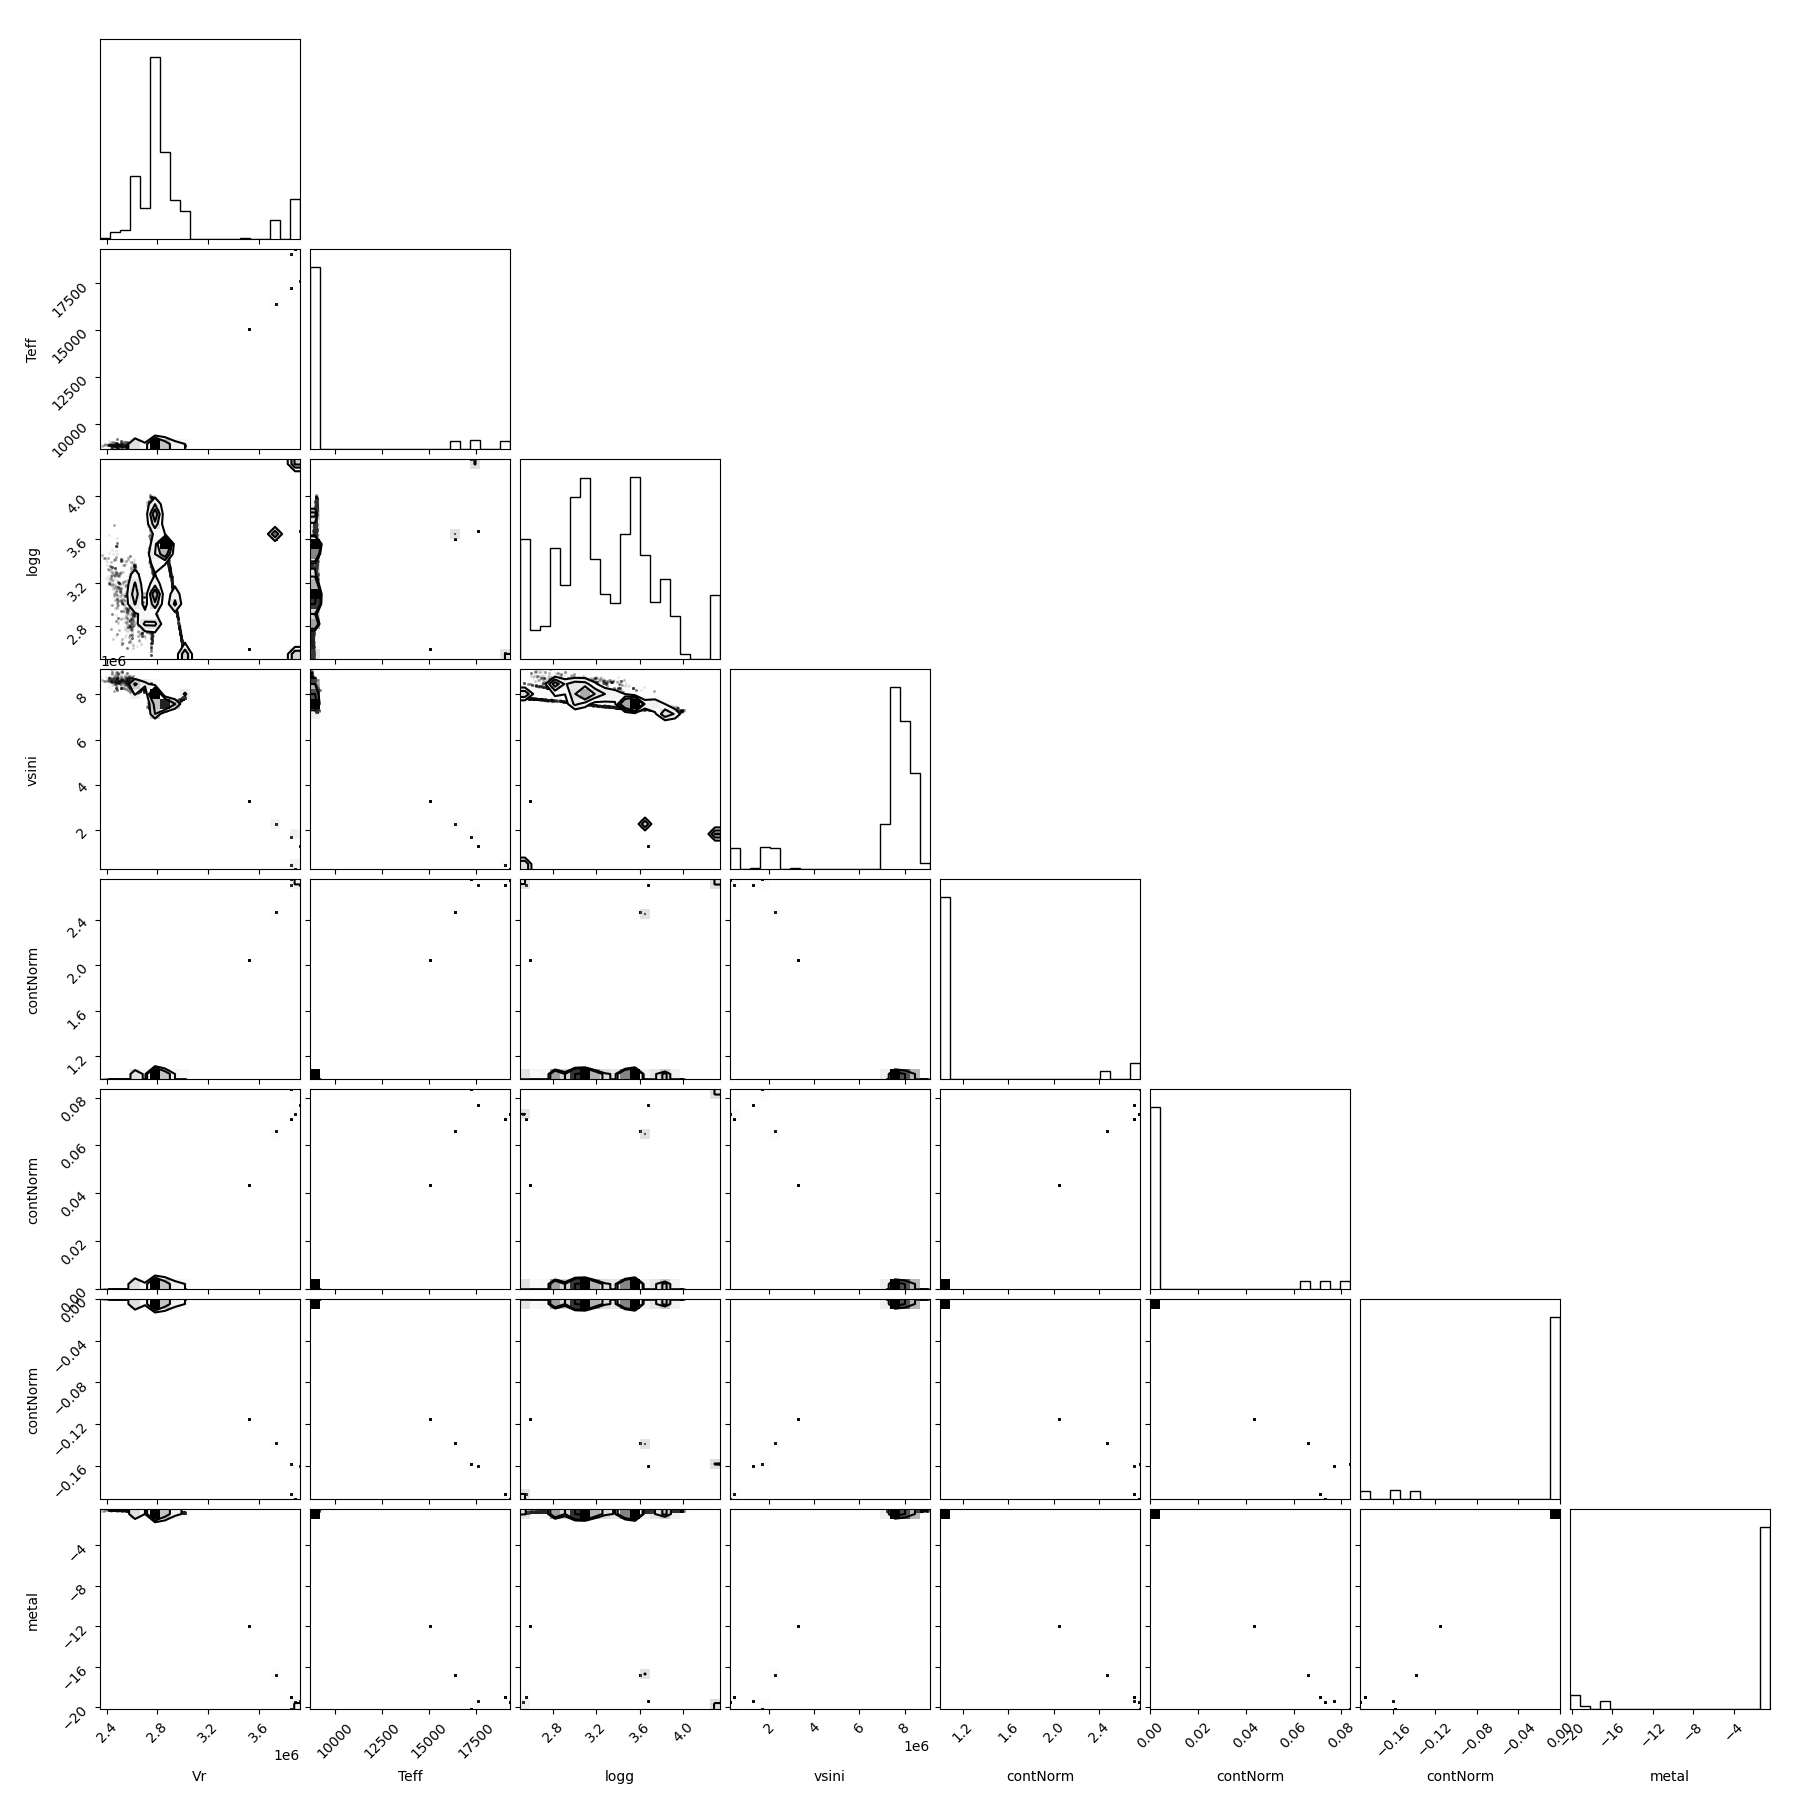 17500
15000
12500
10000
Teff
4.0
3.6
3.2
2.8
logg
1e6
8
6
4
2
vsini
2.4
2.0
1.6
1.2
contNorm
0.08
0.06
0.04
0.02
0.00
contNorm
0.00
−0.04
−0.08
−0.12
−0.16
contNorm
−4
−8
−12
−16
−20
metal
2.4 2.8 3.2 3.6 10000 12500 15000 17500 2.8 3.2 3.6 4.0 2 4 6 8 1.2 1.6 2.0 2.4 0.00 0.02 0.04 0.06 0.08 −0.16 −0.12 −0.08 −0.04 0.00 −20 −16 −12 −8 −4
1e6 1e6
Vr Teff logg vsini contNorm contNorm contNorm metal